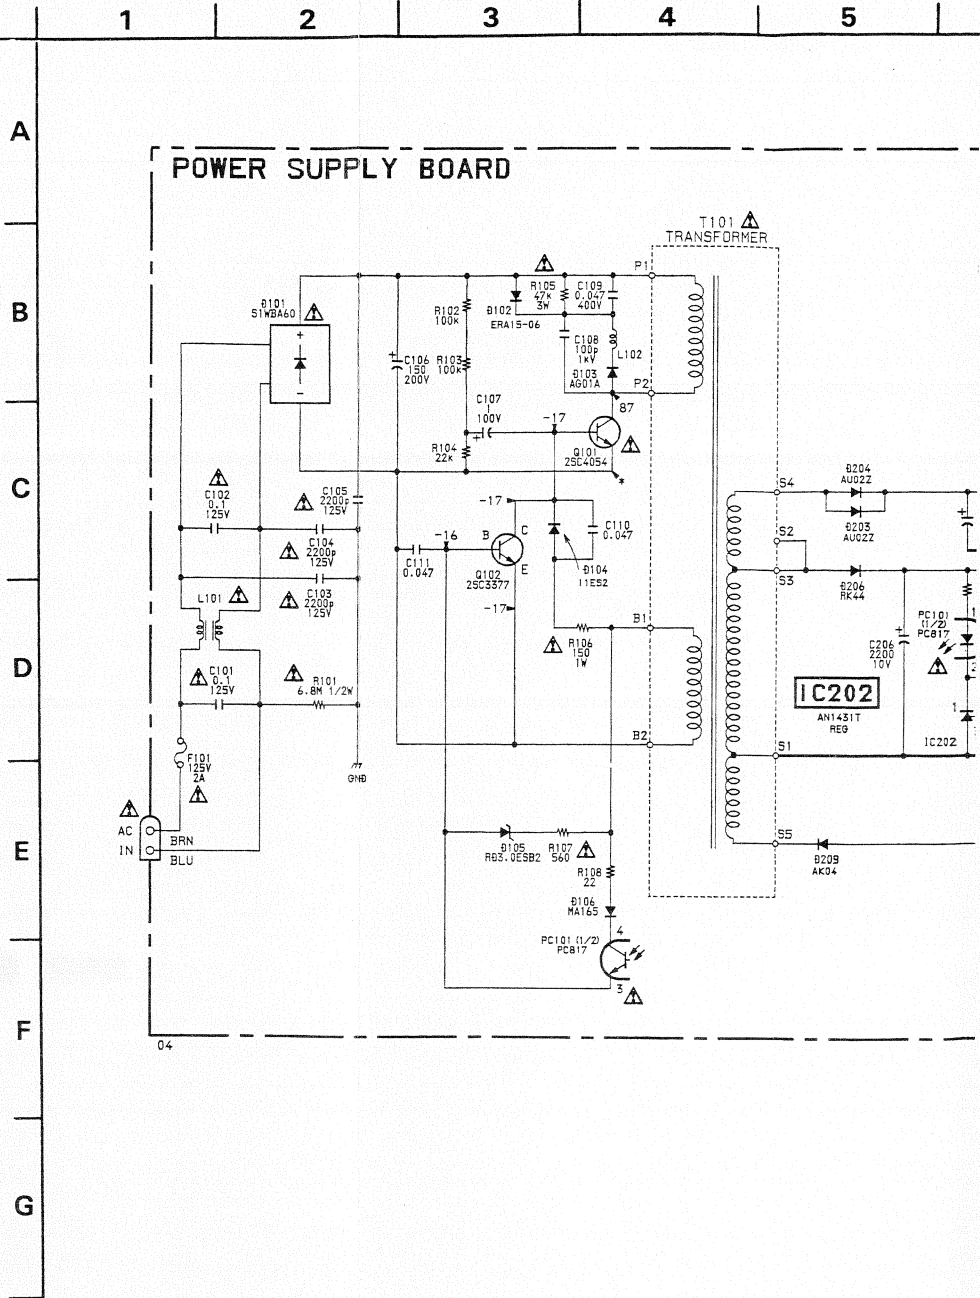 1 2 3 4 5
A
POWER SUPPLY BOARD
T101
TRANSFORMER
P1
B
D101
S1WBA60
+
−
R102
100k
D102
ERA15-06
R105
47k
3W
C109
0.047
400V
C108
100p
1kV
L102
D103
AG01A
P2
+
C106
150
200V
R103
100k
87
C107
1
100V
+
-17
Q101
2SC4054
R104
22k
*
C
C102
0.1
125V
C105
2200p
125V
C104
2200p
125V
S4
D204
AU02Z
D203
AU02Z
+
S2
-17
-16
B
C
E
C110
0.047
D104
11ES2
C111
0.047
Q102
2SC3377
-17
S3
D206
RK44
L101
C103
2200p
125V
B1
R106
150
1W
PC101
(1/2)
PC817
1
2
+
C206
2200
10V
D
C101
0.1
125V
R101
6.8M 1/2W
IC202
AN1431T
REG
1
IC202
B2
S1
F101
125V
2A
GND
E
AC
IN
BRN
BLU
D105
RD3.0ESB2
R107
560
S5
D209
AK04
R108
22
D106
MA165
PC101 (1/2)
PC817
4
3
F
04
G